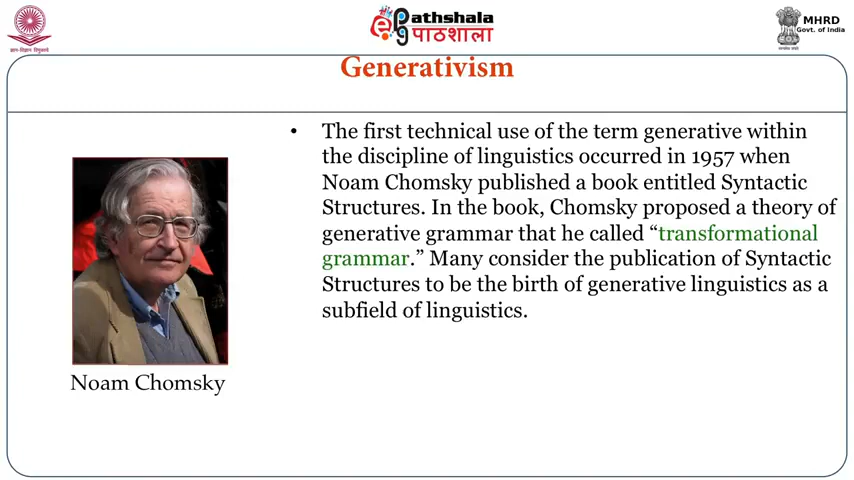 Pathshala
पाठशाला
MHRD
Govt. of India
Generativism
• The first technical use of the term generative within
the discipline of linguistics occurred in 1957 when
Noam Chomsky published a book entitled Syntactic
Structures. In the book, Chomsky proposed a theory of
generative grammar that he called “transformational
grammar.” Many consider the publication of Syntactic
Structures to be the birth of generative linguistics as a
subfield of linguistics.
Noam Chomsky